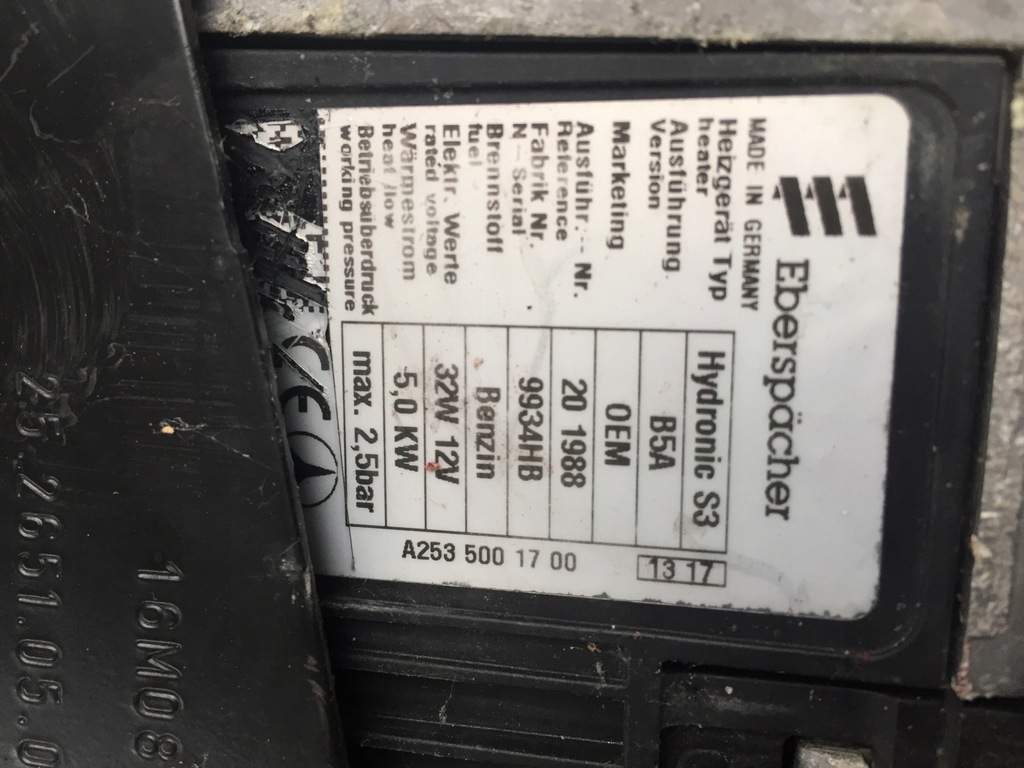 Eberspächer
MADE IN GERMANY
Heizgerät Typ Hydronic S3
heater
Ausführung B5A
Version
Marketing OEM
Ausführ.-Nr. 20 1988
Reference
Fabrik Nr. 9934HB
N-Serial
Brennstoff Benzin
fuel
Elektr. Werte 32W 12V
rated voltage
Wärmestrom 5,0 KW
heat flow
Betriebsüberdruck max. 2,5bar
working pressure
13 17
A253 500 17 00
CE
16M08
25.2651.05.0